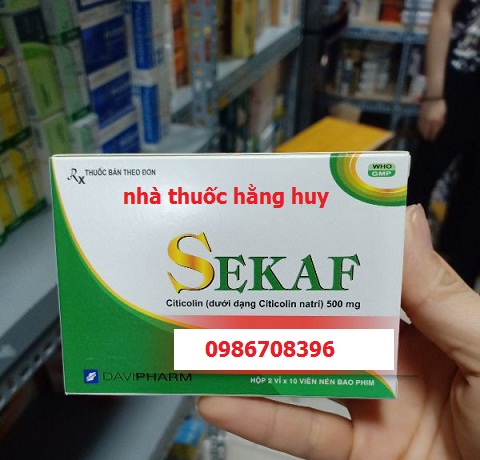 Rx THUỐC BÁN THEO ĐƠN
WHO
GMP
nhà thuốc hằng huy
SEKAF
Citicolin (dưới dạng Citicolin natri) 500 mg
0986708396
DAVIPHARM
HỘP 2 VỈ x 10 VIÊN NÉN BAO PHIM